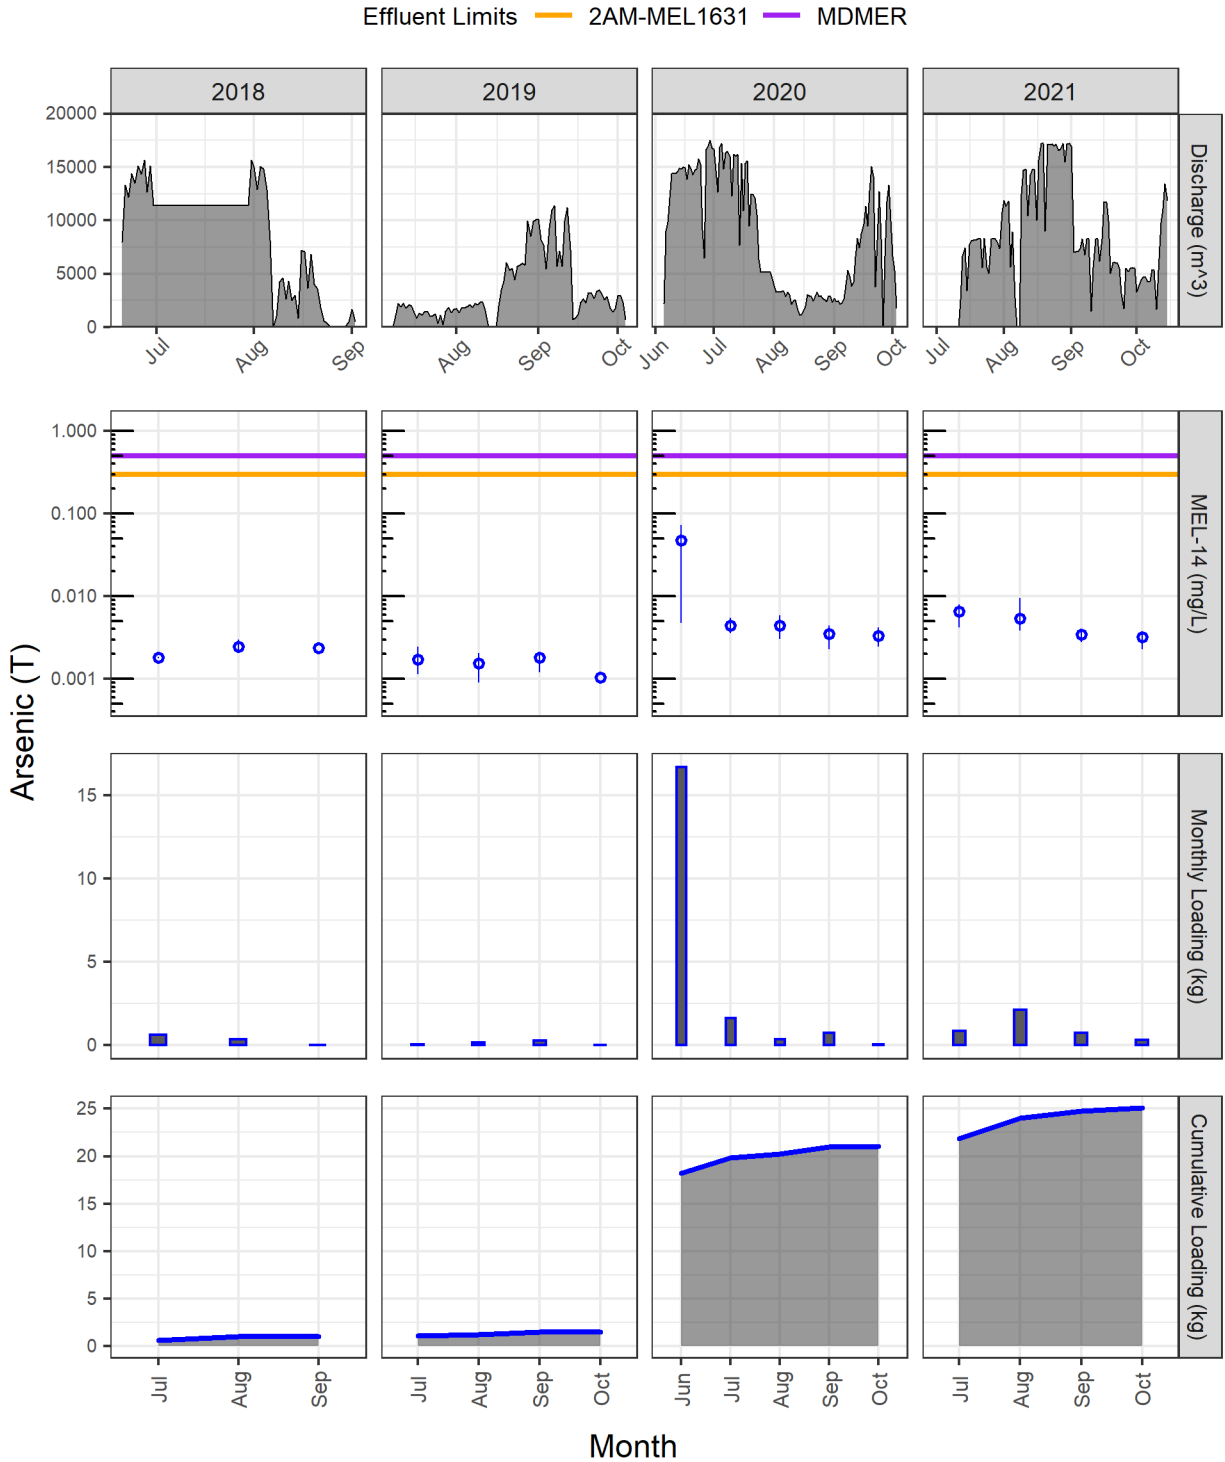 Effluent Limits 2AM-MEL1631 MDMER
2018 2019 2020 2021
20000
15000
10000
5000
0
Discharge (m^3)
Jul Aug Sep Aug Sep Oct Jun Jul Aug Sep Oct Jul Aug Sep Oct
1.000
0.100
0.010
0.001
MEL-14 (mg/L)
Arsenic (T)
15
10
5
0
Monthly Loading (kg)
25
20
15
10
5
0
Cumulative Loading (kg)
Jul Aug Sep Jul Aug Sep Oct Jun Jul Aug Sep Oct Jul Aug Sep Oct
Month